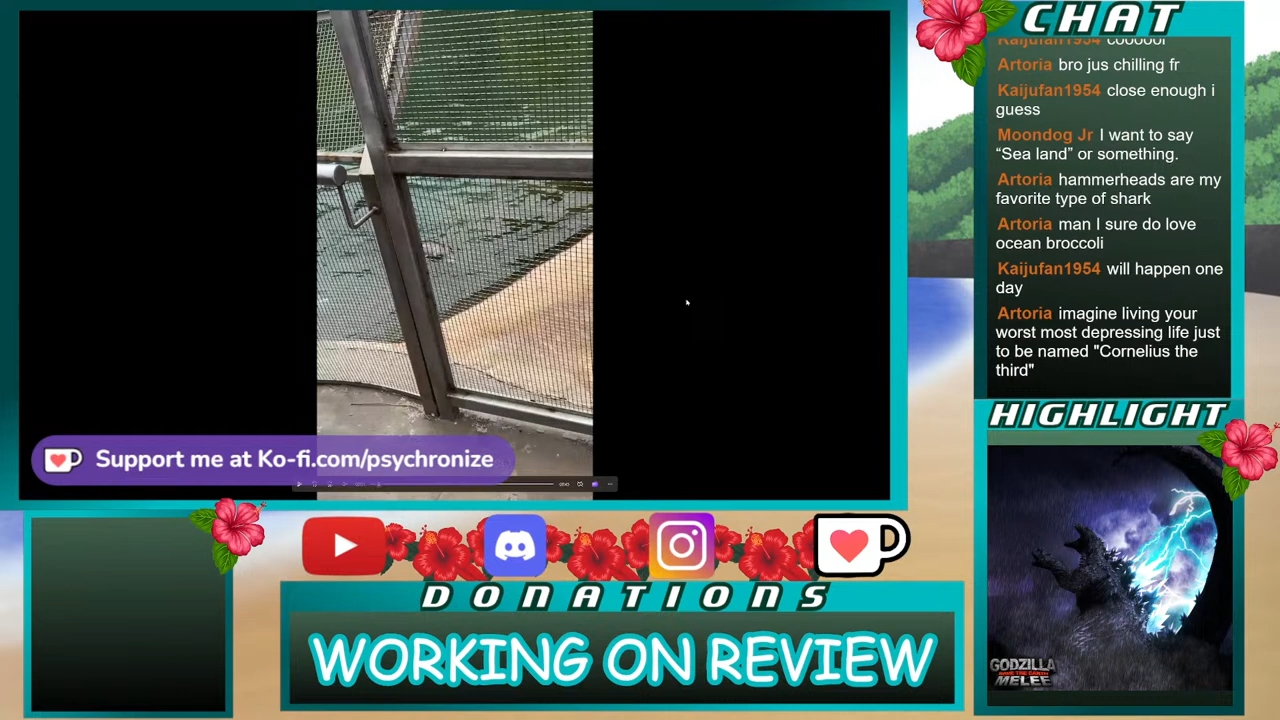 CHAT
Kaijufan1954 coooool
Artoria bro jus chilling fr
Kaijufan1954 close enough i
guess
Moondog Jr I want to say
“Sea land” or something.
Artoria hammerheads are my
favorite type of shark
Artoria man I sure do love
ocean broccoli
Kaijufan1954 will happen one
day
Artoria imagine living your
worst most depressing life just
to be named "Cornelius the
third"
HIGHLIGHT
GODZILLA
MELEE
Support me at Ko-fi.com/psychronize
DONATIONS
WORKING ON REVIEW